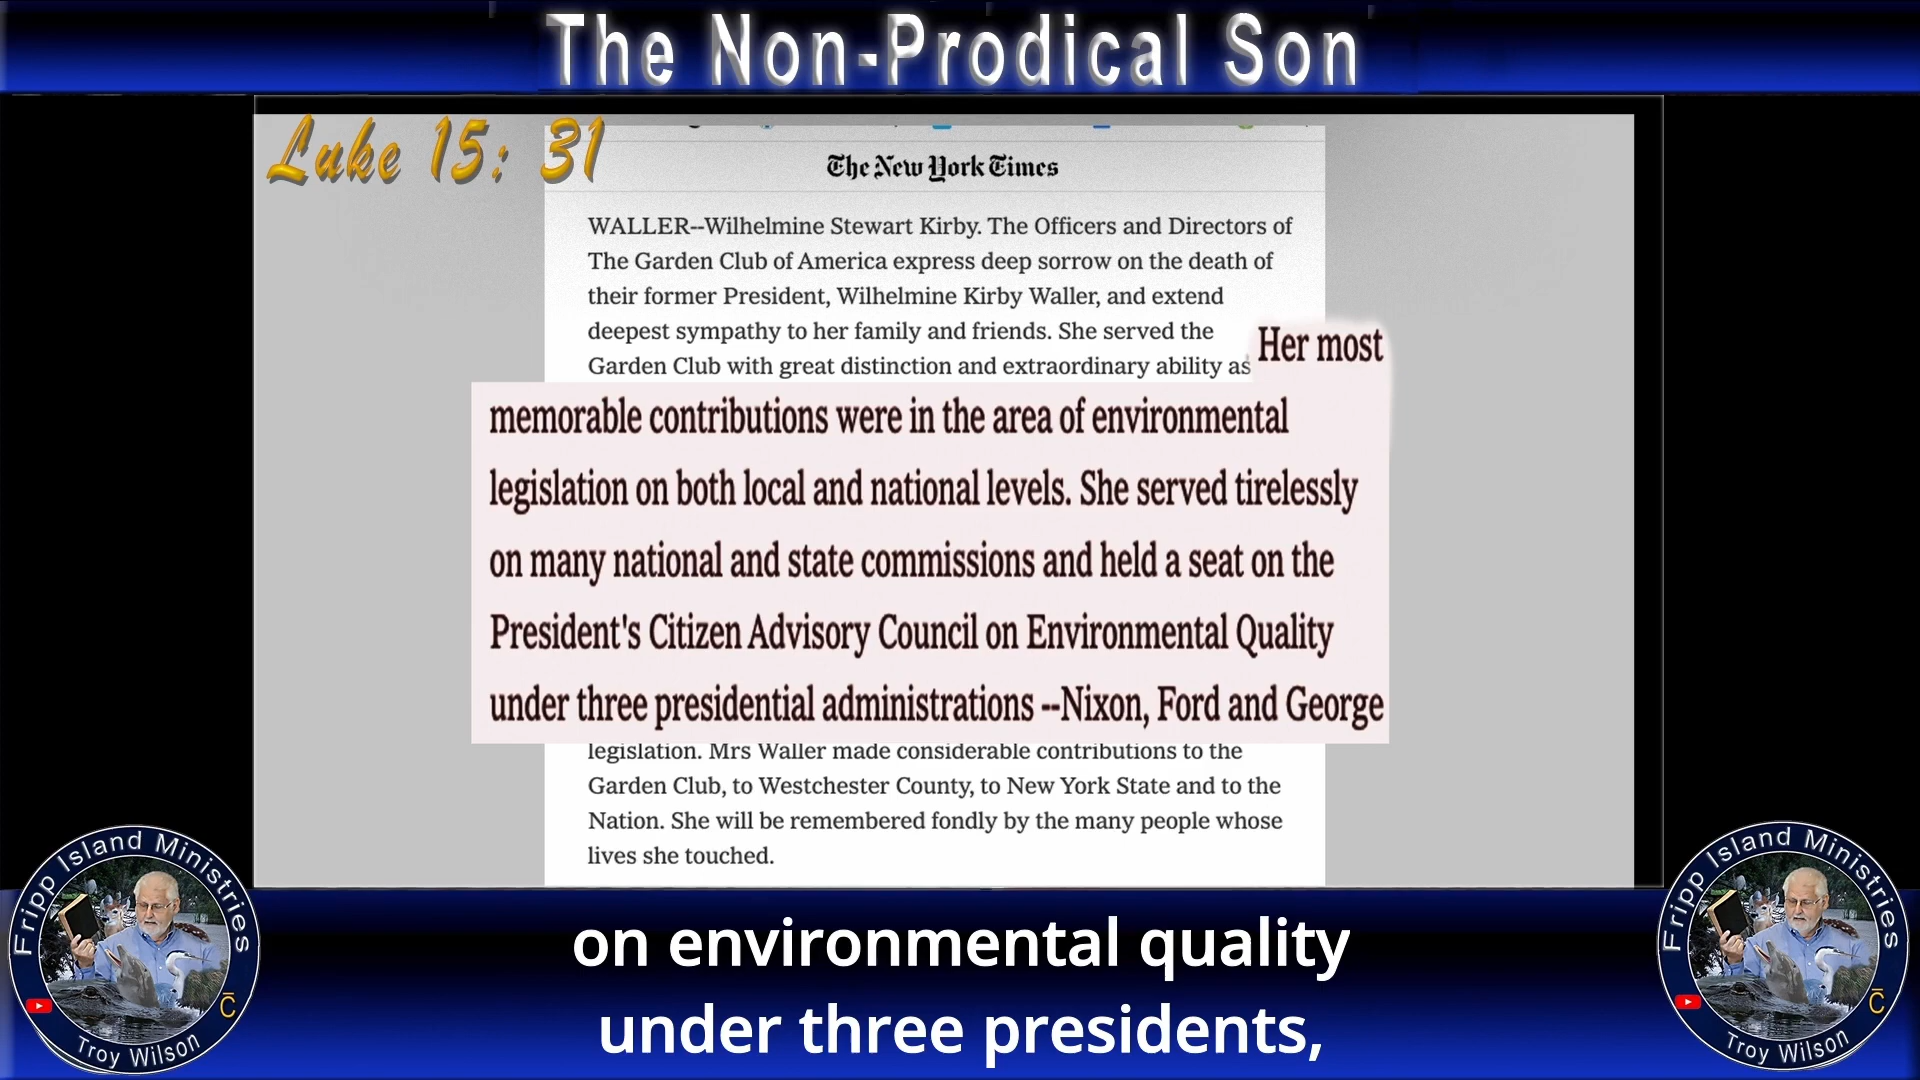 The Non-Prodical Son
Luke 15: 31
The New York Times
WALLER--Wilhelmine Stewart Kirby. The Officers and Directors of
The Garden Club of America express deep sorrow on the death of
their former President, Wilhelmine Kirby Waller, and extend
deepest sympathy to her family and friends. She served the
Garden Club with great distinction and extraordinary ability as
Her most
memorable contributions were in the area of environmental
legislation on both local and national levels. She served tirelessly
on many national and state commissions and held a seat on the
President's Citizen Advisory Council on Environmental Quality
under three presidential administrations --Nixon, Ford and George
legislation. Mrs Waller made considerable contributions to the
Garden Club, to Westchester County, to New York State and to the
Nation. She will be remembered fondly by the many people whose
lives she touched.
Fripp Island Ministries
Troy Wilson
Fripp Island Ministries
Troy Wilson
on environmental quality
under three presidents,